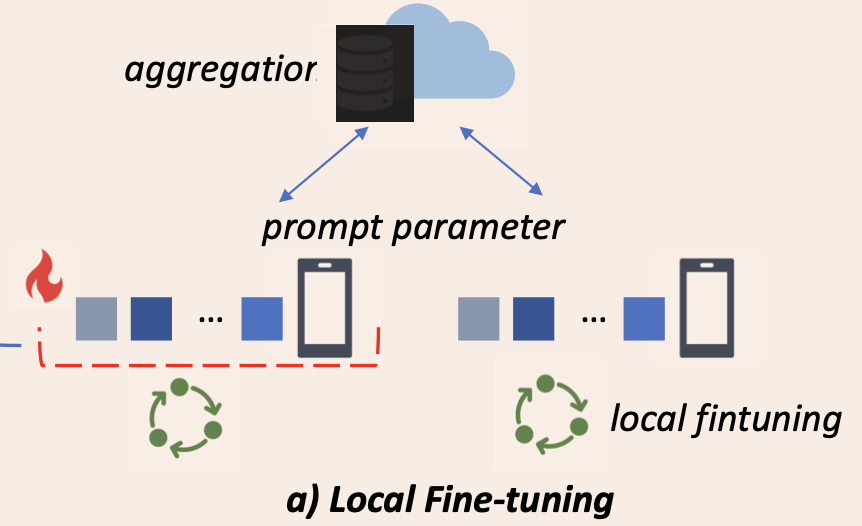 aggregation
prompt parameter
...
...
local fintuning
a) Local Fine-tuning